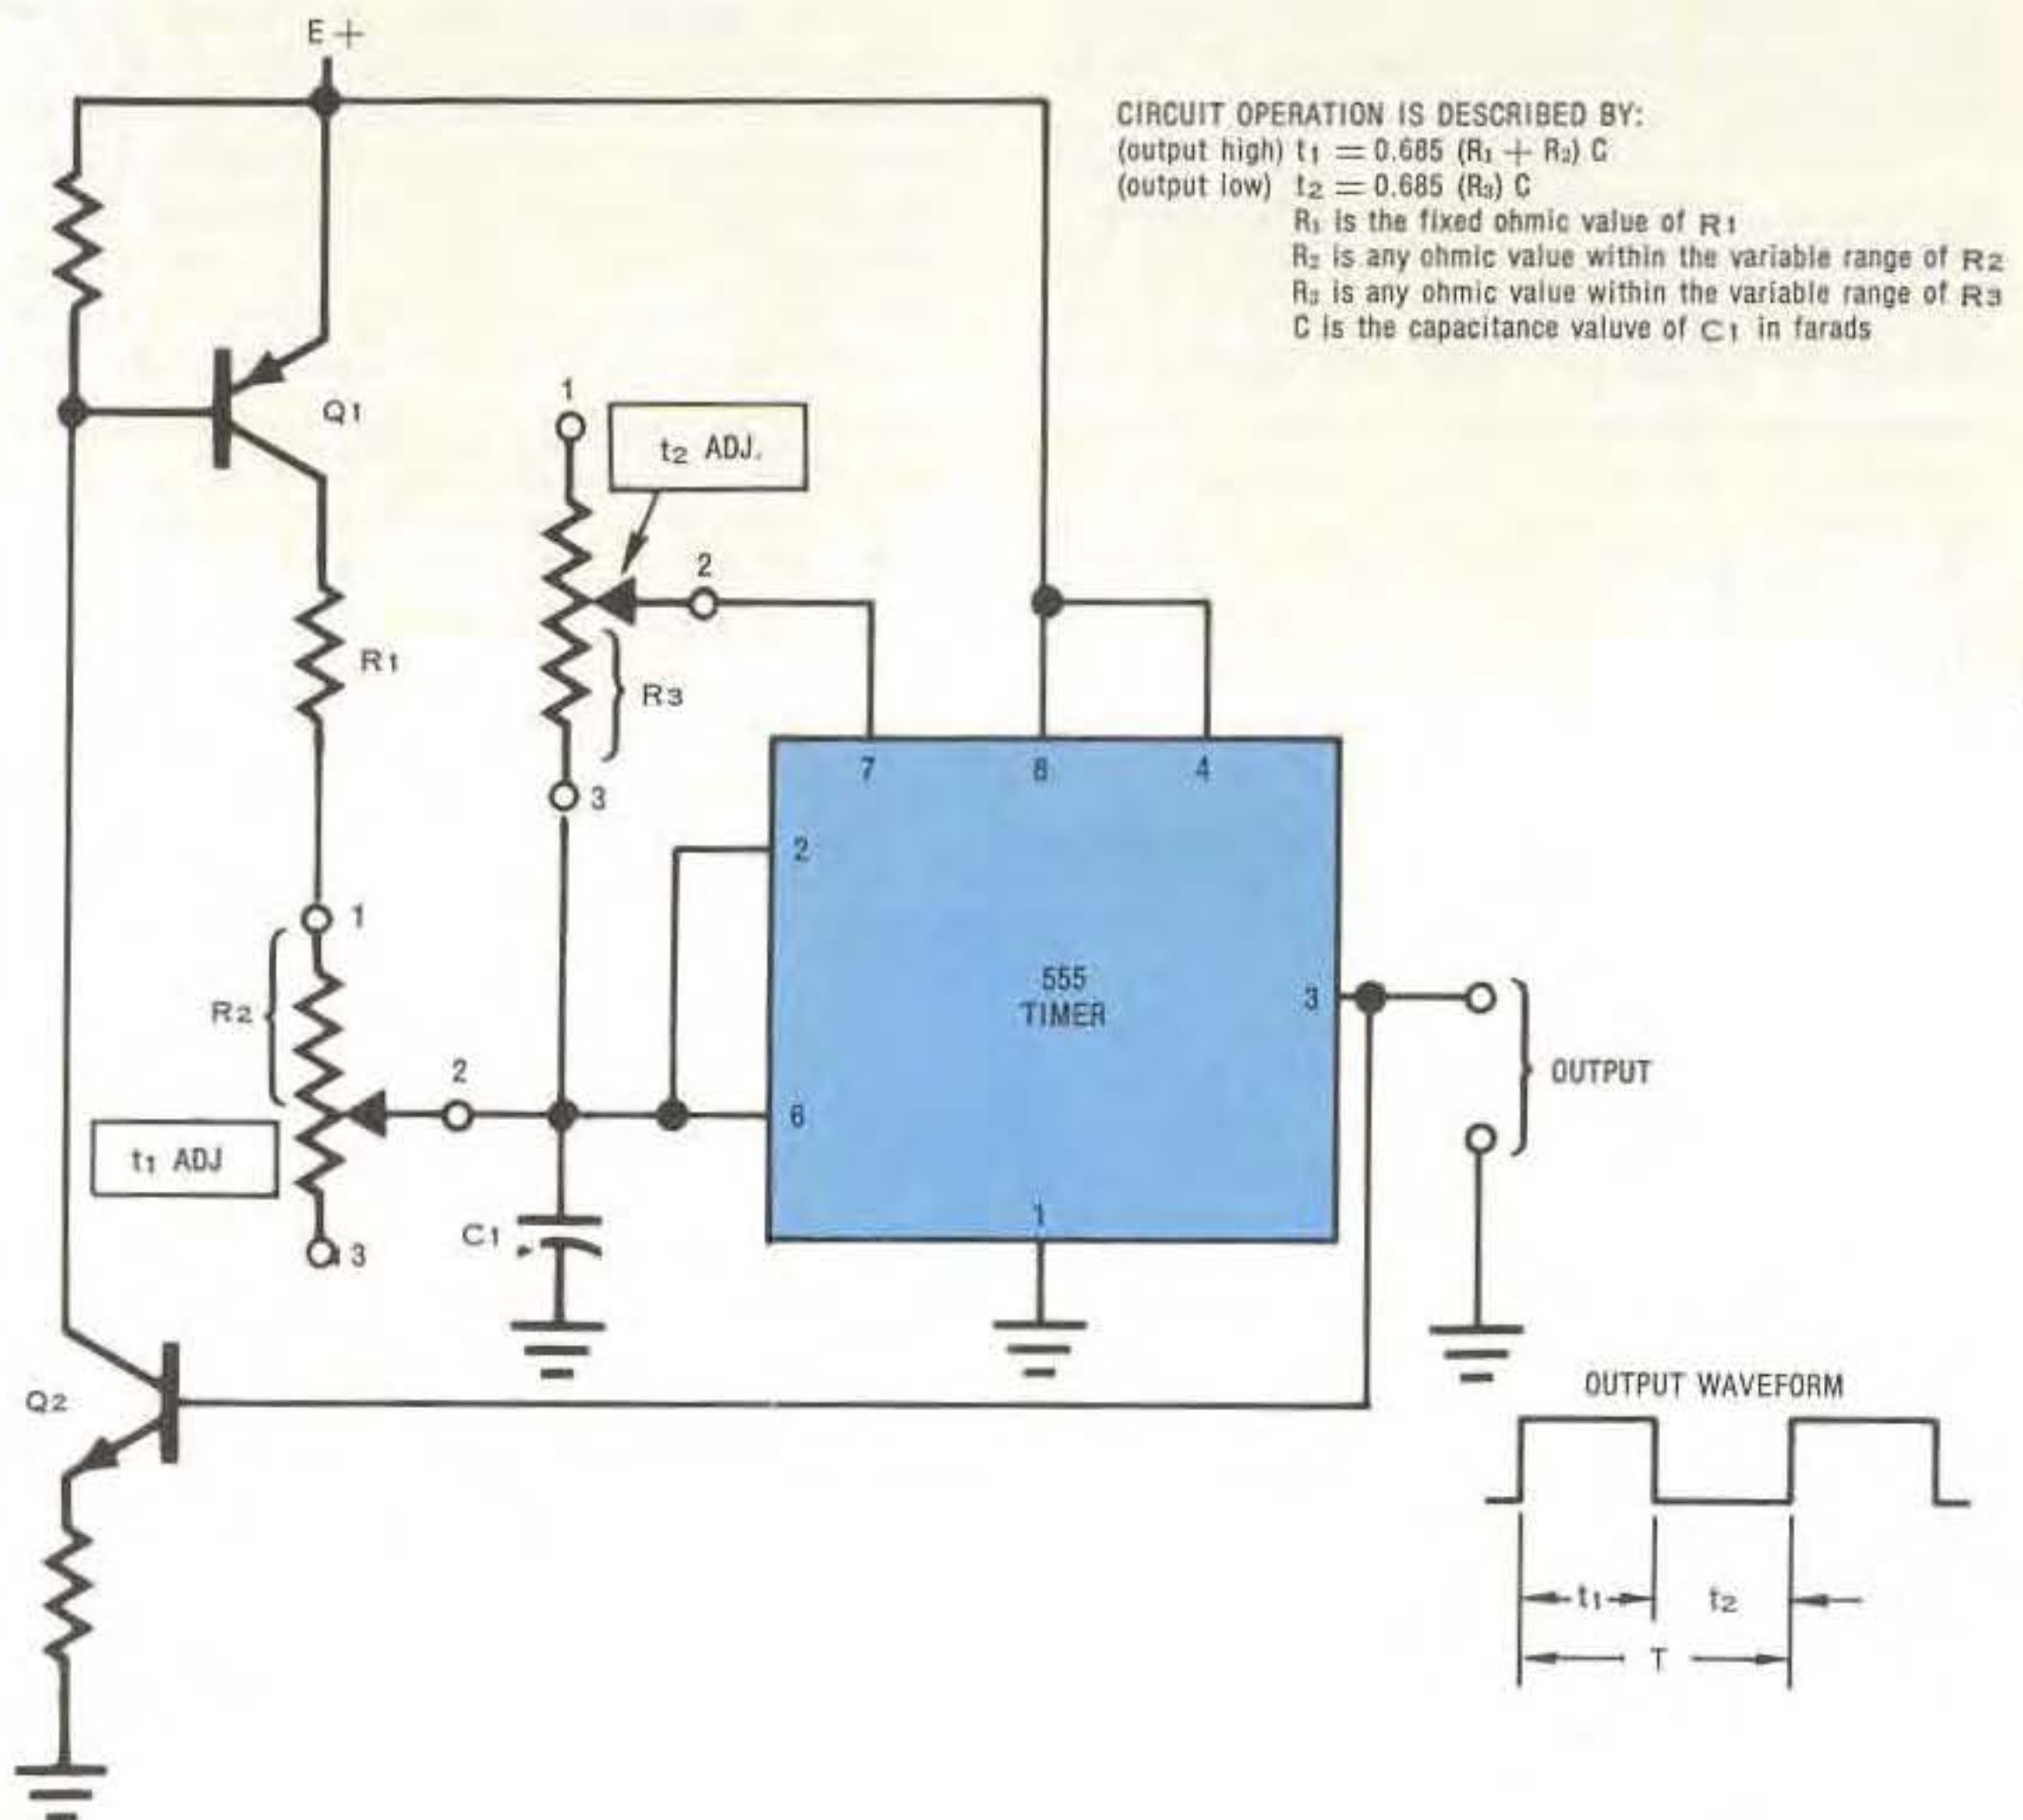 E+
CIRCUIT OPERATION IS DESCRIBED BY:
(output high) t1 = 0.685 (R1 + R2) C
(output low) t2 = 0.685 (R3) C
R1 is the fixed ohmic value of R1
R2 is any ohmic value within the variable range of R2
R3 is any ohmic value within the variable range of R3
C is the capacitance valuve of C1 in farads
Q1
1
t2 ADJ.
2
R1
R3
3
7
8
4
2
1
R2
555
TIMER
3
2
OUTPUT
6
t1 ADJ
1
C1
3
OUTPUT WAVEFORM
Q2
t1
t2
T